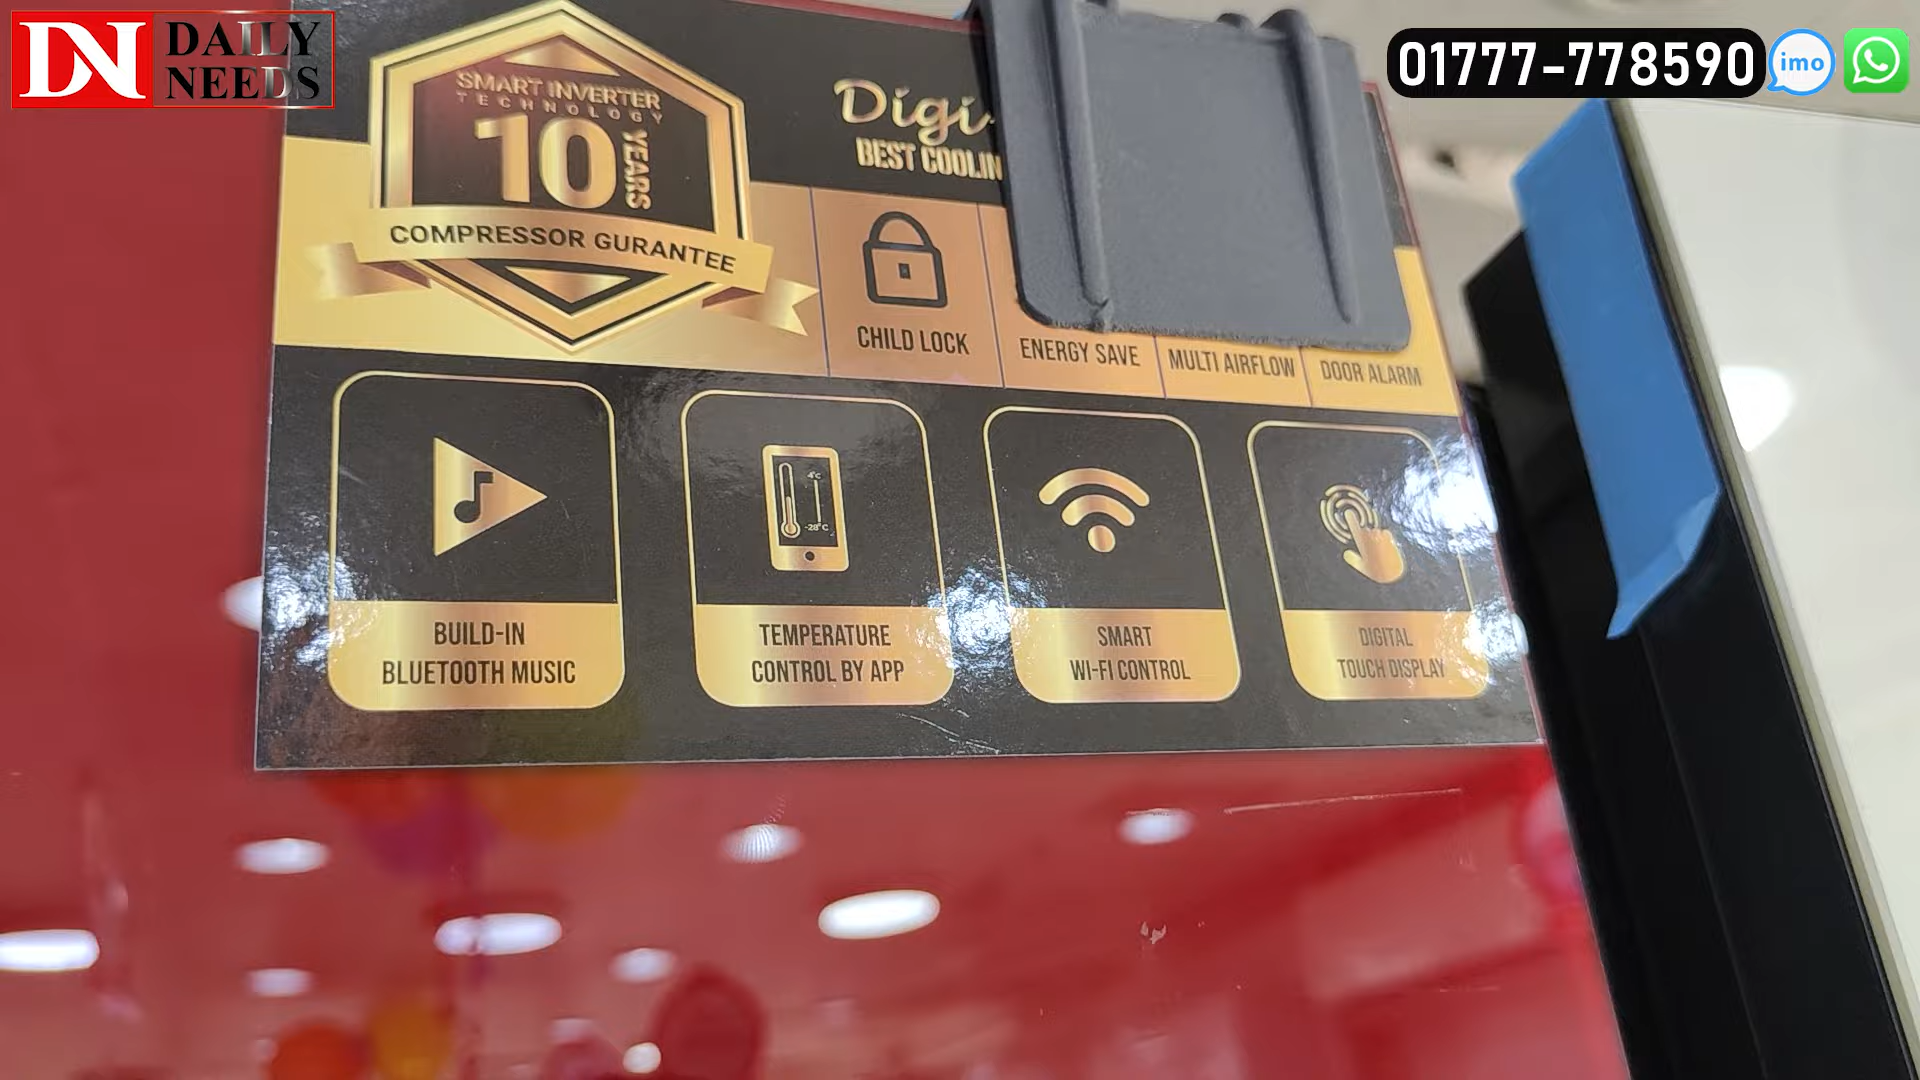 DN DAILY
NEEDS
01777-778590
imo
SMART INVERTER
TECHNOLOGY
10 YEARS
COMPRESSOR GURANTEE
Digi-
BEST COOLIN
CHILD LOCK
ENERGY SAVE
MULTI AIRFLOW
DOOR ALARM
-28°C
BUILD-IN
BLUETOOTH MUSIC
TEMPERATURE
CONTROL BY APP
SMART
WI-FI CONTROL
DIGITAL
TOUCH DISPLAY